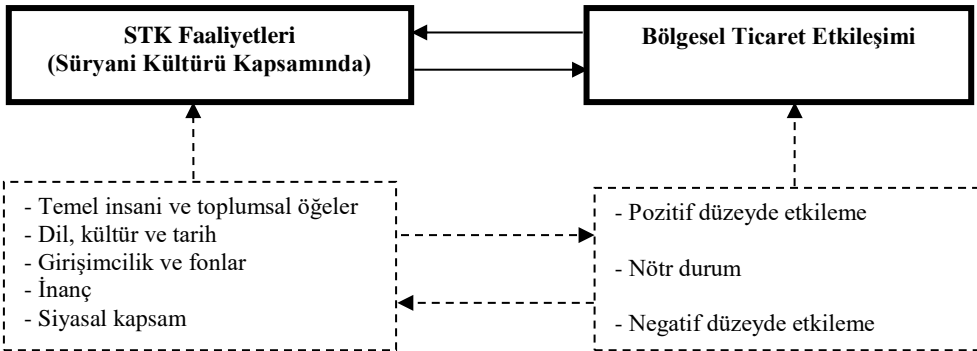 STK Faaliyetleri
(Süryani Kültürü Kapsamında)
Bölgesel Ticaret Etkileşimi
- Temel insani ve toplumsal öğeler
- Dil, kültür ve tarih
- Girişimcilik ve fonlar
- İnanç
- Siyasal kapsam
- Pozitif düzeyde etkileme
- Nötr durum
- Negatif düzeyde etkileme